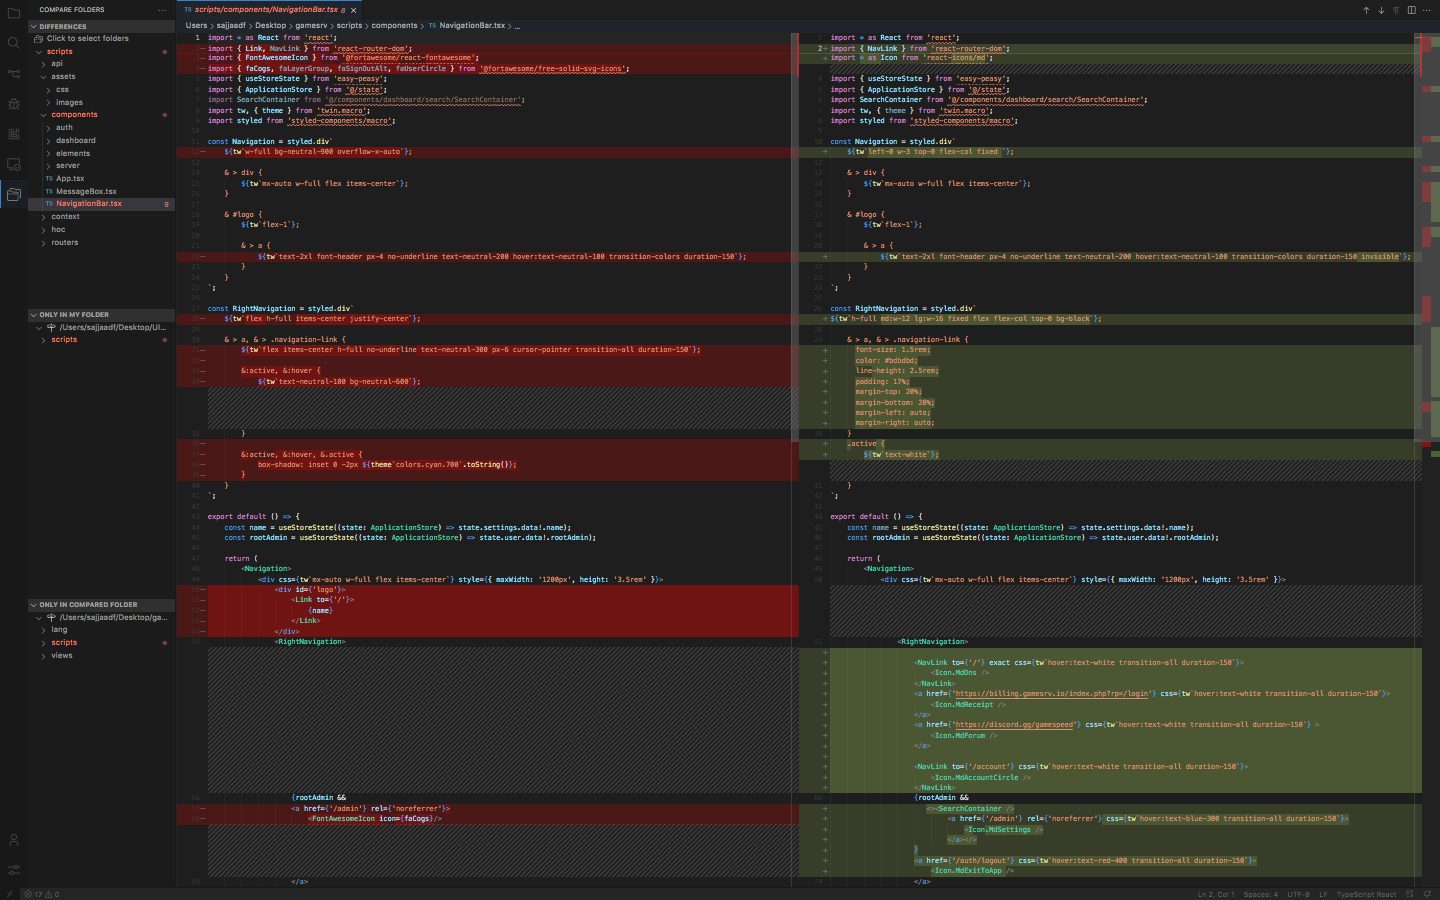 COMPARE FOLDERS
TS scripts/components/NavigationBar.tsx 8
DIFFERENCES
Users > sajjaadf > Desktop > gamesrv > scripts > components > TS NavigationBar.tsx > ...
Click to select folders
scripts
api
assets
css
images
components
auth
dashboard
elements
server
TS App.tsx
TS MessageBox.tsx
TS NavigationBar.tsx 9
context
hoc
routers
ONLY IN MY FOLDER
/Users/sajjaadf/Desktop/UI...
scripts
ONLY IN COMPARED FOLDER
/Users/sajjaadf/Desktop/ga...
lang
scripts
views
import * as React from 'react';
import { Link, NavLink } from 'react-router-dom';
import { FontAwesomeIcon } from '@fortawesome/react-fontawesome';
import { faCogs, faLayerGroup, faSignOutAlt, faUserCircle } from '@fortawesome/free-solid-svg-icons';
import { useStoreState } from 'easy-peasy';
import { ApplicationStore } from '@/state';
import SearchContainer from '@/components/dashboard/search/SearchContainer';
import tw, { theme } from 'twin.macro';
import styled from 'styled-components/macro';
const Navigation = styled.div`
${tw`w-full bg-neutral-900 overflow-x-auto`};
& > div {
${tw`mx-auto w-full flex items-center`};
}
& #logo {
${tw`flex-1`};
& > a {
${tw`text-2xl font-header px-4 no-underline text-neutral-200 hover:text-neutral-100 transition-colors duration-150`};
}
}
`;
const RightNavigation = styled.div`
${tw`flex h-full items-center justify-center`};
& > a, & > .navigation-link {
${tw`flex items-center h-full no-underline text-neutral-300 px-6 cursor-pointer transition-all duration-150`};
&:active, &:hover {
${tw`text-neutral-100 bg-neutral-600`};
}
&:active, &:hover, &.active {
box-shadow: inset 0 -2px ${theme`colors.cyan.700`.toString()};
}
}
`;
export default () => {
const name = useStoreState((state: ApplicationStore) => state.settings.data!.name);
const rootAdmin = useStoreState((state: ApplicationStore) => state.user.data!.rootAdmin);
return (
<Navigation>
<div css={tw`mx-auto w-full flex items-center`} style={{ maxWidth: '1200px', height: '3.5rem' }}>
<div id={'logo'}>
<Link to={'/'}>
{name}
</Link>
</div>
<RightNavigation>
{rootAdmin &&
<a href={'/admin'} rel={'noreferrer'}>
<FontAwesomeIcon icon={faCogs}/>
</a>
import * as React from 'react';
import { NavLink } from 'react-router-dom';
import * as Icon from 'react-icons/md';
import { useStoreState } from 'easy-peasy';
import { ApplicationStore } from '@/state';
import SearchContainer from '@/components/dashboard/search/SearchContainer';
import tw, { theme } from 'twin.macro';
import styled from 'styled-components/macro';
const Navigation = styled.div`
${tw`left-0 w-3 top-0 flex-col fixed `};
& > div {
${tw`mx-auto w-full flex items-center`};
}
& #logo {
${tw`flex-1`};
& > a {
${tw`text-2xl font-header px-4 no-underline text-neutral-200 hover:text-neutral-100 transition-colors duration-150 invisible`};
}
}
`;
const RightNavigation = styled.div`
${tw`h-full md:w-12 lg:w-16 fixed flex flex-col top-0 bg-black`};
& > a, & > .navigation-link {
font-size: 1.5rem;
color: #bdbdbd;
line-height: 2.5rem;
padding: 17%;
margin-top: 20%;
margin-bottom: 20%;
margin-left: auto;
margin-right: auto;
}
.active {
${tw`text-white`};
}
`;
export default () => {
const name = useStoreState((state: ApplicationStore) => state.settings.data!.name);
const rootAdmin = useStoreState((state: ApplicationStore) => state.user.data!.rootAdmin);
return (
<Navigation>
<div css={tw`mx-auto w-full flex items-center`} style={{ maxWidth: '1200px', height: '3.5rem' }}>
<RightNavigation>
<NavLink to={'/'} exact css={tw`hover:text-white transition-all duration-150`}>
<Icon.MdDns />
</NavLink>
<a href={'https://billing.gamesrv.io/index.php?rp=/login'} css={tw`hover:text-white transition-all duration-150`}>
<Icon.MdReceipt />
</a>
<a href={"https://discord.gg/gamespeed"} css={tw`hover:text-white transition-all duration-150`} >
<Icon.MdForum />
</a>
<NavLink to={'/account'} css={tw`hover:text-white transition-all duration-150`}>
<Icon.MdAccountCircle />
</NavLink>
{rootAdmin &&
<><SearchContainer />
<a href={'/admin'} rel={'noreferrer'} css={tw`hover:text-blue-300 transition-all duration-150`}>
<Icon.MdSettings />
</a></>
}
<a href={'/auth/logout'} css={tw`hover:text-red-400 transition-all duration-150`}>
<Icon.MdExitToApp />
</a>
17 0
Ln 2, Col 1 Spaces: 4 UTF-8 LF TypeScript React